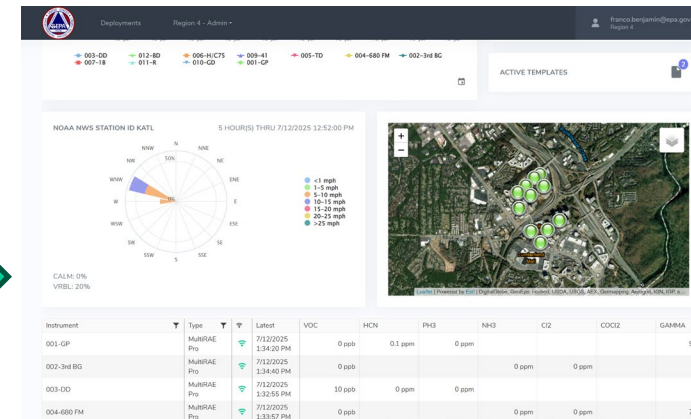 Deployments
Region 4 - Admin
franco.benjamin@epa.gov
Region 4
003-DD
012-BD
006-H/C75
009-41
005-TD
004-680 FM
002-3rd BG
007-1B
011-R
010-GD
001-GP
ACTIVE TEMPLATES
2
NOAA NWS STATION ID KATL
5 HOUR(S) THRU 7/12/2025 12:52:00 PM
N
NNW
NNE
NW
50%
NE
WNW
ENE
W
0%
E
WSW
ESE
SW
SE
SSW
S
SSE
<1 mph
1-5 mph
5-10 mph
10-15 mph
15-20 mph
20-25 mph
>25 mph
CALM: 0%
VRBL: 20%
+
−
Cumberland
Mall
Leaflet | Powered by Esri |
Instrument Type Latest VOC HCN PH3 NH3 Cl2 COCl2 GAMMA
001-GP MultiRAE Pro 7/12/2025 1:34:20 PM 0 ppb 0.1 ppm 0 ppm
002-3rd BG MultiRAE Pro 7/12/2025 1:34:40 PM 0 ppb 0 ppm 0 ppm
003-DD MultiRAE Pro 7/12/2025 1:32:55 PM 10 ppb 0 ppm 0 ppm
004-680 FM MultiRAE Pro 7/12/2025 1:33:57 PM 0 ppb 0 ppm 0 ppm